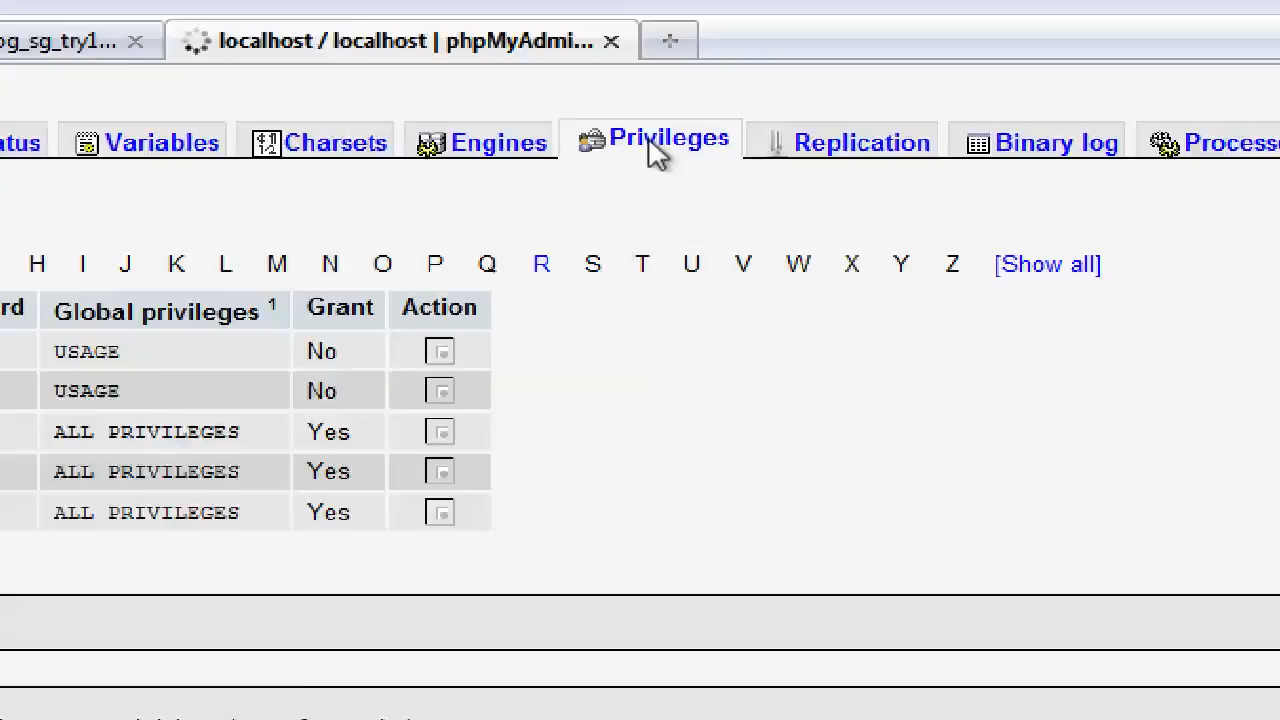 og_sg_try1... localhost / localhost | phpMyAdmi...
atus Variables Charsets Engines Privileges Replication Binary log Process
H I J K L M N O P Q R S T U V W X Y Z [Show all]
rd Global privileges 1 Grant Action
USAGE No
USAGE No
ALL PRIVILEGES Yes
ALL PRIVILEGES Yes
ALL PRIVILEGES Yes